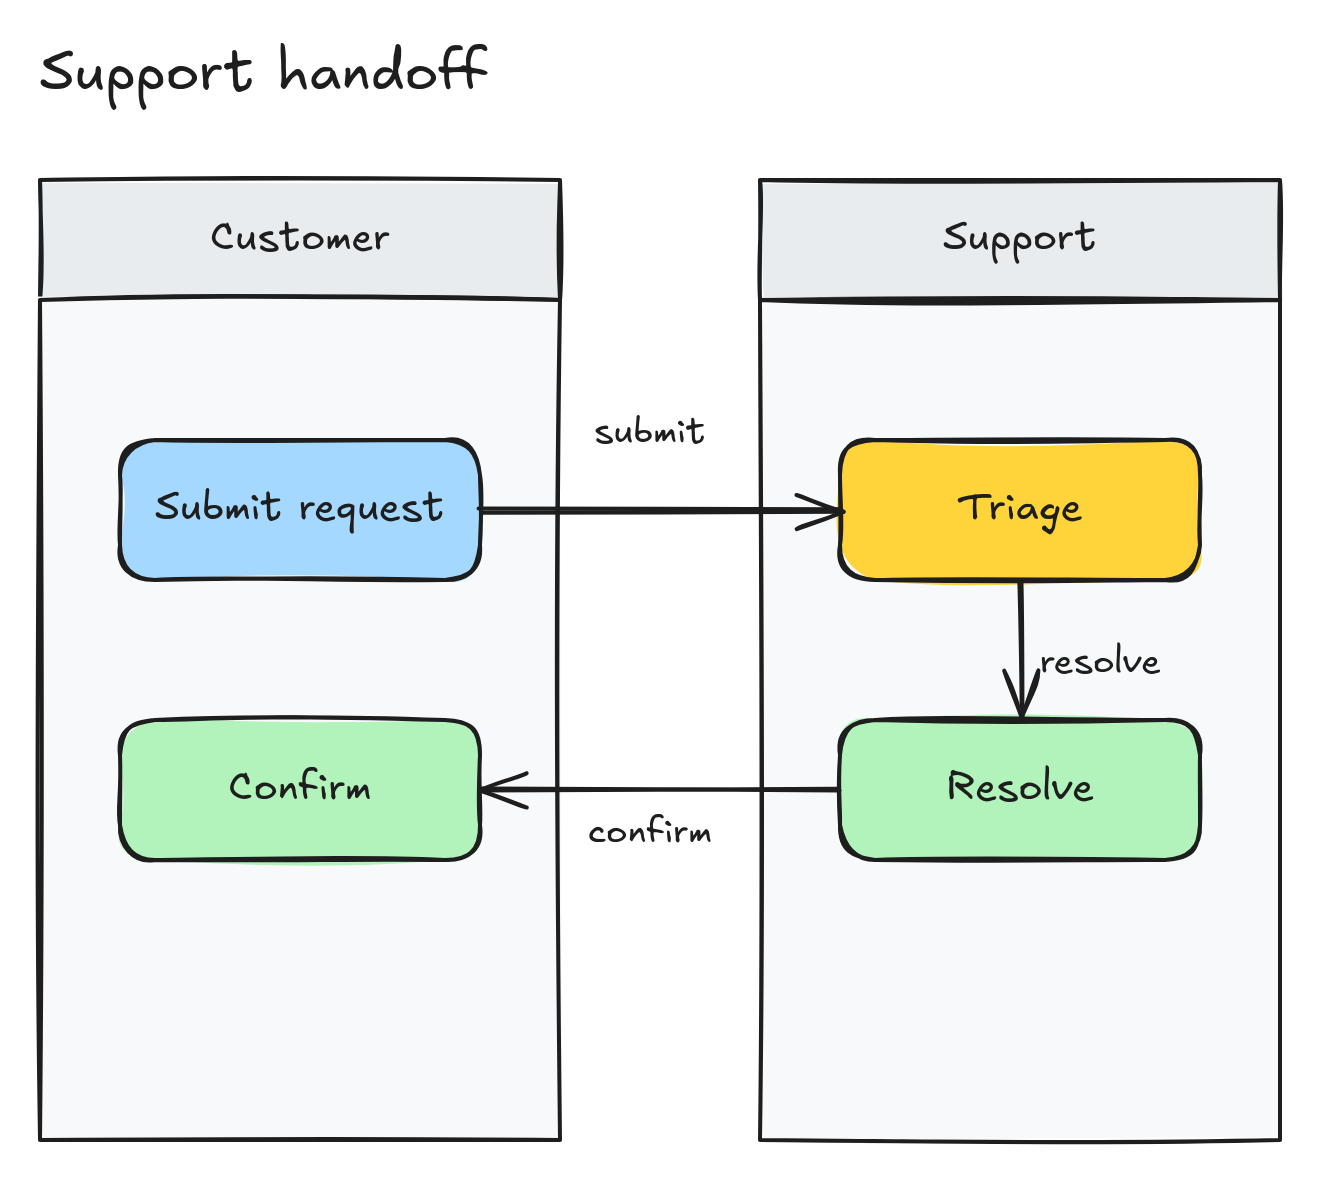 Support handoff
Customer
Support
submit
Submit request
Triage
resolve
Confirm
Resolve
confirm